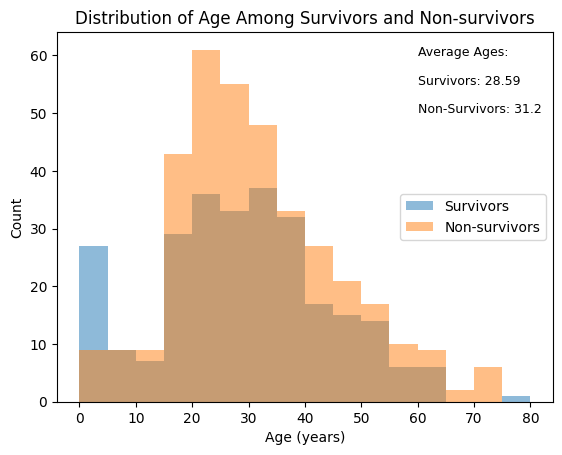 Distribution of Age Among Survivors and Non-survivors
Average Ages:
Survivors: 28.59
Non-Survivors: 31.2
Survivors
Non-survivors
Count
60
50
40
30
20
10
0
0 10 20 30 40 50 60 70 80
Age (years)